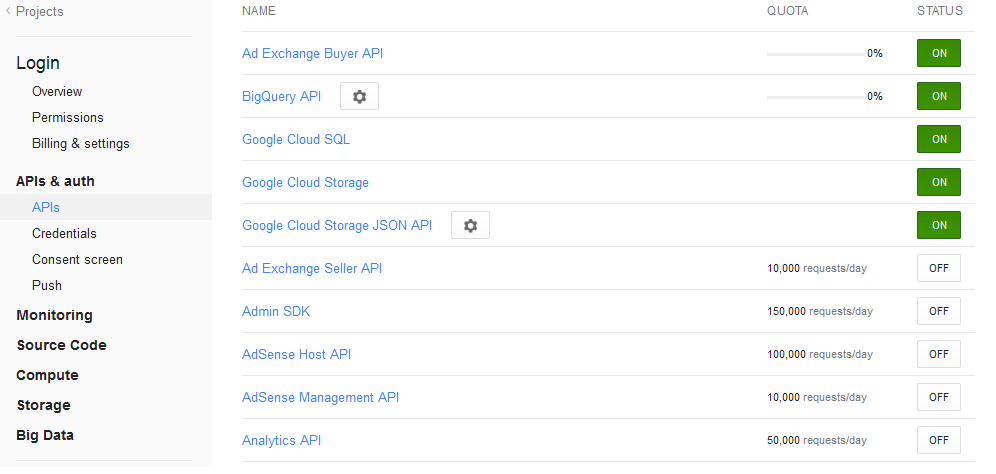 Projects
Login
Overview
Permissions
Billing & settings
APIs & auth
APIs
Credentials
Consent screen
Push
Monitoring
Source Code
Compute
Storage
Big Data
NAME QUOTA STATUS
Ad Exchange Buyer API 0% ON
BigQuery API 0% ON
Google Cloud SQL ON
Google Cloud Storage ON
Google Cloud Storage JSON API ON
Ad Exchange Seller API 10,000 requests/day OFF
Admin SDK 150,000 requests/day OFF
AdSense Host API 100,000 requests/day OFF
AdSense Management API 10,000 requests/day OFF
Analytics API 50,000 requests/day OFF